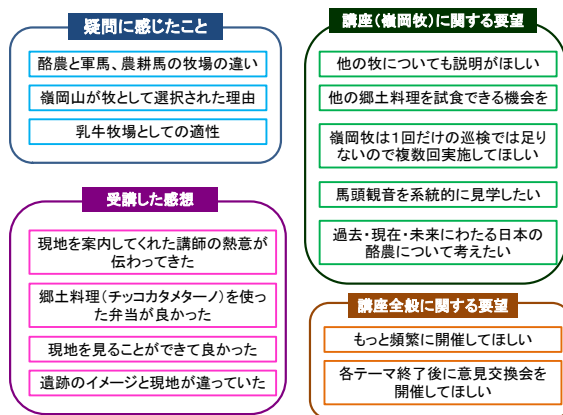 疑問に感じたこと
酪農と軍馬、農耕馬の牧場の違い
嶺岡山が牧として選択された理由
乳牛牧場としての適性
受講した感想
現地を案内してくれた講師の熱意が
伝わってきた
郷土料理(チッコカタメターノ)を使っ
た弁当が良かった
現地を見ることができて良かった
遺跡のイメージと現地が違っていた
講座(嶺岡牧)に関する要望
他の牧についても説明がほしい
他の郷土料理を試食できる機会を
嶺岡牧は1回だけの巡検では足り
ないので複数回実施してほしい
馬頭観音を系統的に見学したい
過去・現在・未来にわたる日本の
酪農について考えたい
講座全般に関する要望
もっと頻繁に開催してほしい
各テーマ終了後に意見交換会を
開催してほしい